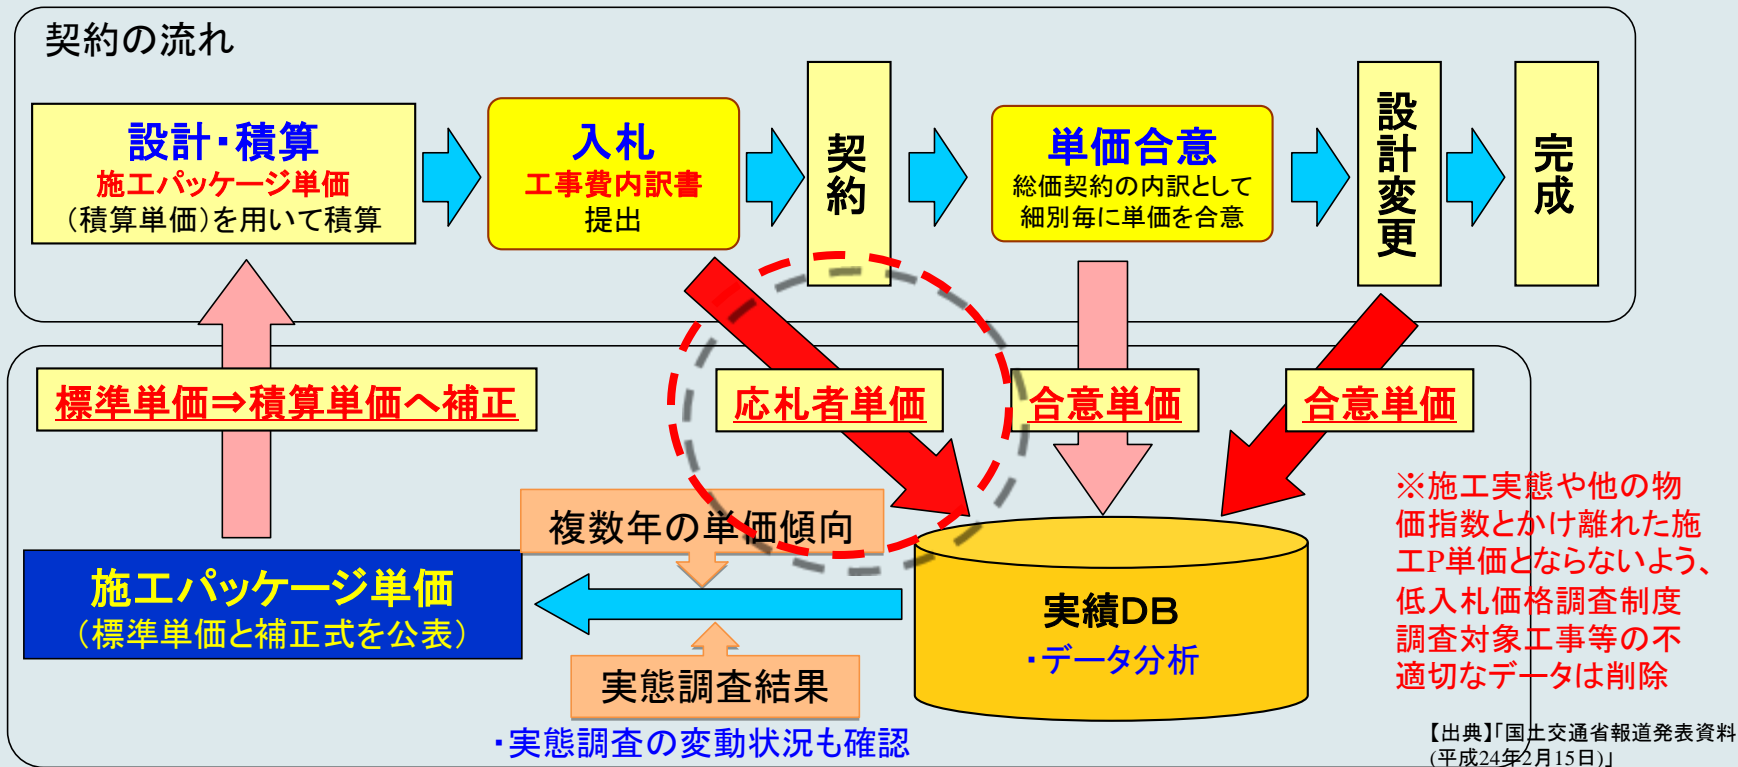 契約の流れ
設計・積算
施工パッケージ単価
(積算単価)を用いて積算
入札
工事費内訳書
提出
契約
単価合意
総価契約の内訳として
細別毎に単価を合意
設計変更
完成
標準単価⇒積算単価へ補正
応札者単価
合意単価
合意単価
複数年の単価傾向
施工パッケージ単価
(標準単価と補正式を公表)
実態調査結果
・実態調査の変動状況も確認
実績DB
・データ分析
※施工実態や他の物
価指数とかけ離れた施
工P単価とならないよう、
低入札価格調査制度
調査対象工事等の不
適切なデータは削除
【出典】「国土交通省報道発表資料
(平成24年2月15日)」